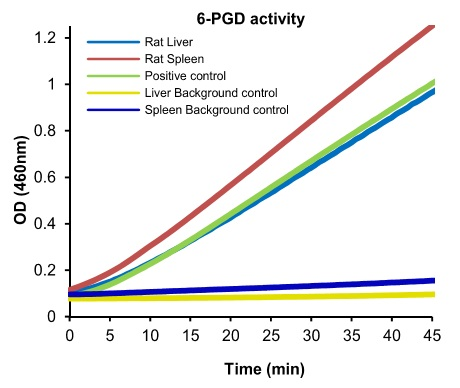 6-PGD activity
Rat Liver
Rat Spleen
Positive control
Liver Background control
Spleen Background control
OD (460nm)
1.2
1
0.8
0.6
0.4
0.2
0
0 5 10 15 20 25 30 35 40 45
Time (min)